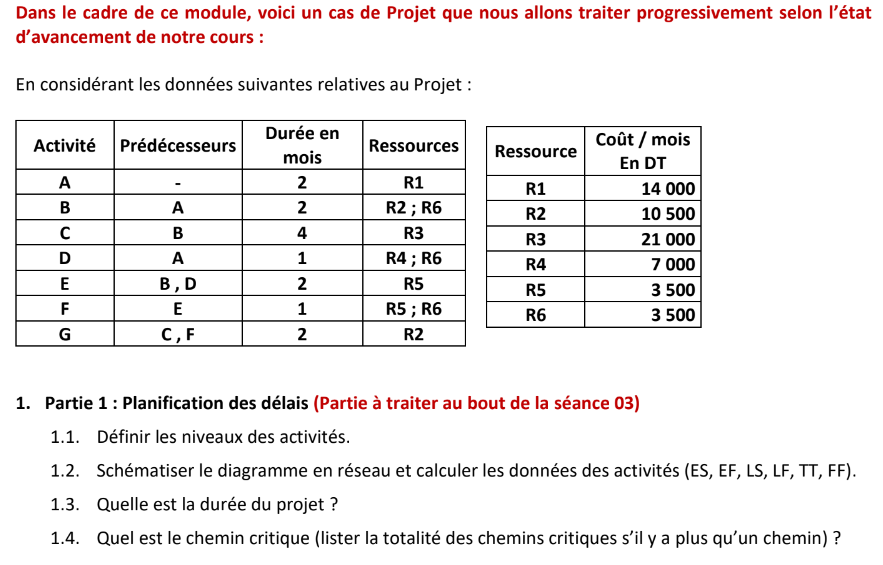 Dans le cadre de ce module, voici un cas de Projet que nous allons traiter progressivement selon l’état
d’avancement de notre cours :
En considérant les données suivantes relatives au Projet :
Activité Prédécesseurs Durée en mois Ressources
A - 2 R1
B A 2 R2 ; R6
C B 4 R3
D A 1 R4 ; R6
E B , D 2 R5
F E 1 R5 ; R6
G C , F 2 R2
Ressource Coût / mois En DT
R1 14 000
R2 10 500
R3 21 000
R4 7 000
R5 3 500
R6 3 500
1. Partie 1 : Planification des délais (Partie à traiter au bout de la séance 03)
1.1. Définir les niveaux des activités.
1.2. Schématiser le diagramme en réseau et calculer les données des activités (ES, EF, LS, LF, TT, FF).
1.3. Quelle est la durée du projet ?
1.4. Quel est le chemin critique (lister la totalité des chemins critiques s’il y a plus qu’un chemin) ?